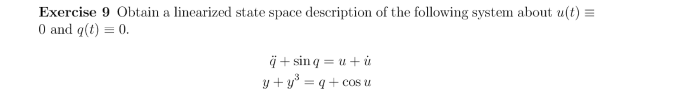 Exercise 9 Obtain a linearized state space description of the following system about u(t) ≡
0 and q(t) ≡ 0.
q̈ + sin q = u + u̇
y + y³ = q + cos u